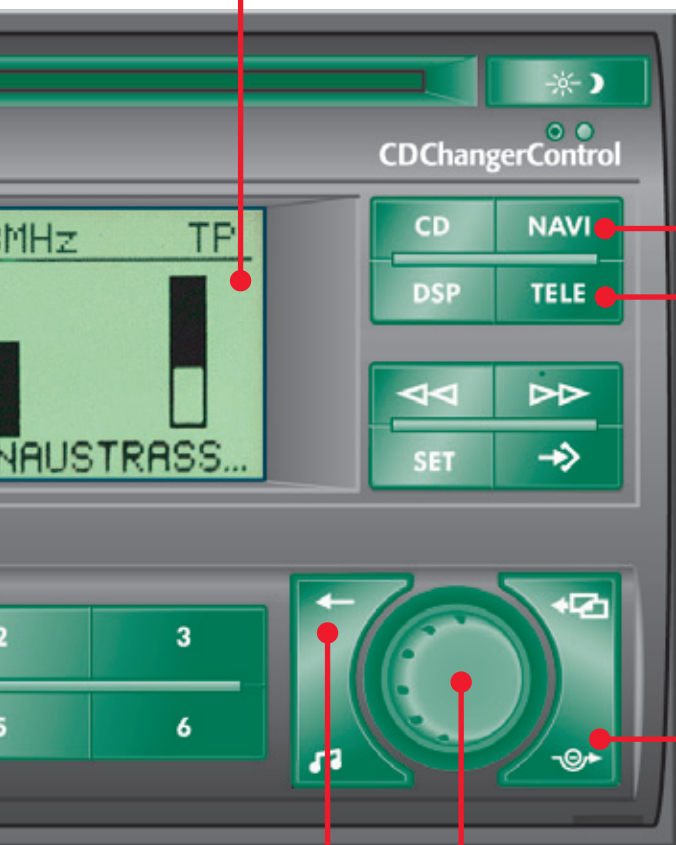 CDChangerControl
MHz TP
CD NAVI
DSP TELE
NAUSTRASS...
SET
2 3
5 6